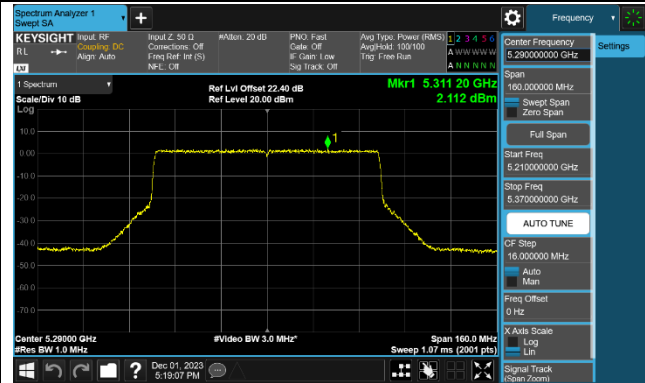 Spectrum Analyzer 1
Swept SA
Frequency
KEYSIGHT
RL
LXI
Input: RF
Coupling: DC
Align: Auto
Input Z: 50 Ω
Corrections: Off
Freq Ref: Int (S)
NFE: Off
#Atten: 20 dB
PNO: Fast
Gate: Off
IF Gain: Low
Sig Track: Off
Avg Type: Power (RMS)
Avg|Hold: 100/100
Trig: Free Run
1 2 3 4 5 6
A W W W W W
A N N N N N
1 Spectrum
Scale/Div 10 dB
Log
Ref Lvl Offset 22.40 dB
Ref Level 20.00 dBm
Mkr1 5.311 20 GHz
2.112 dBm
1
10.0
0.00
-10.0
-20.0
-30.0
-40.0
-50.0
-60.0
-70.0
Center 5.29000 GHz
#Res BW 1.0 MHz
#Video BW 3.0 MHz*
Span 160.0 MHz
Sweep 1.07 ms (2001 pts)
Dec 01, 2023
5:19:07 PM
Settings
Center Frequency
5.290000000 GHz
Span
160.000000 MHz
Swept Span
Zero Span
Full Span
Start Freq
5.210000000 GHz
Stop Freq
5.370000000 GHz
AUTO TUNE
CF Step
16.000000 MHz
Auto
Man
Freq Offset
0 Hz
X Axis Scale
Log
Lin
Signal Track
(Span Zoom)